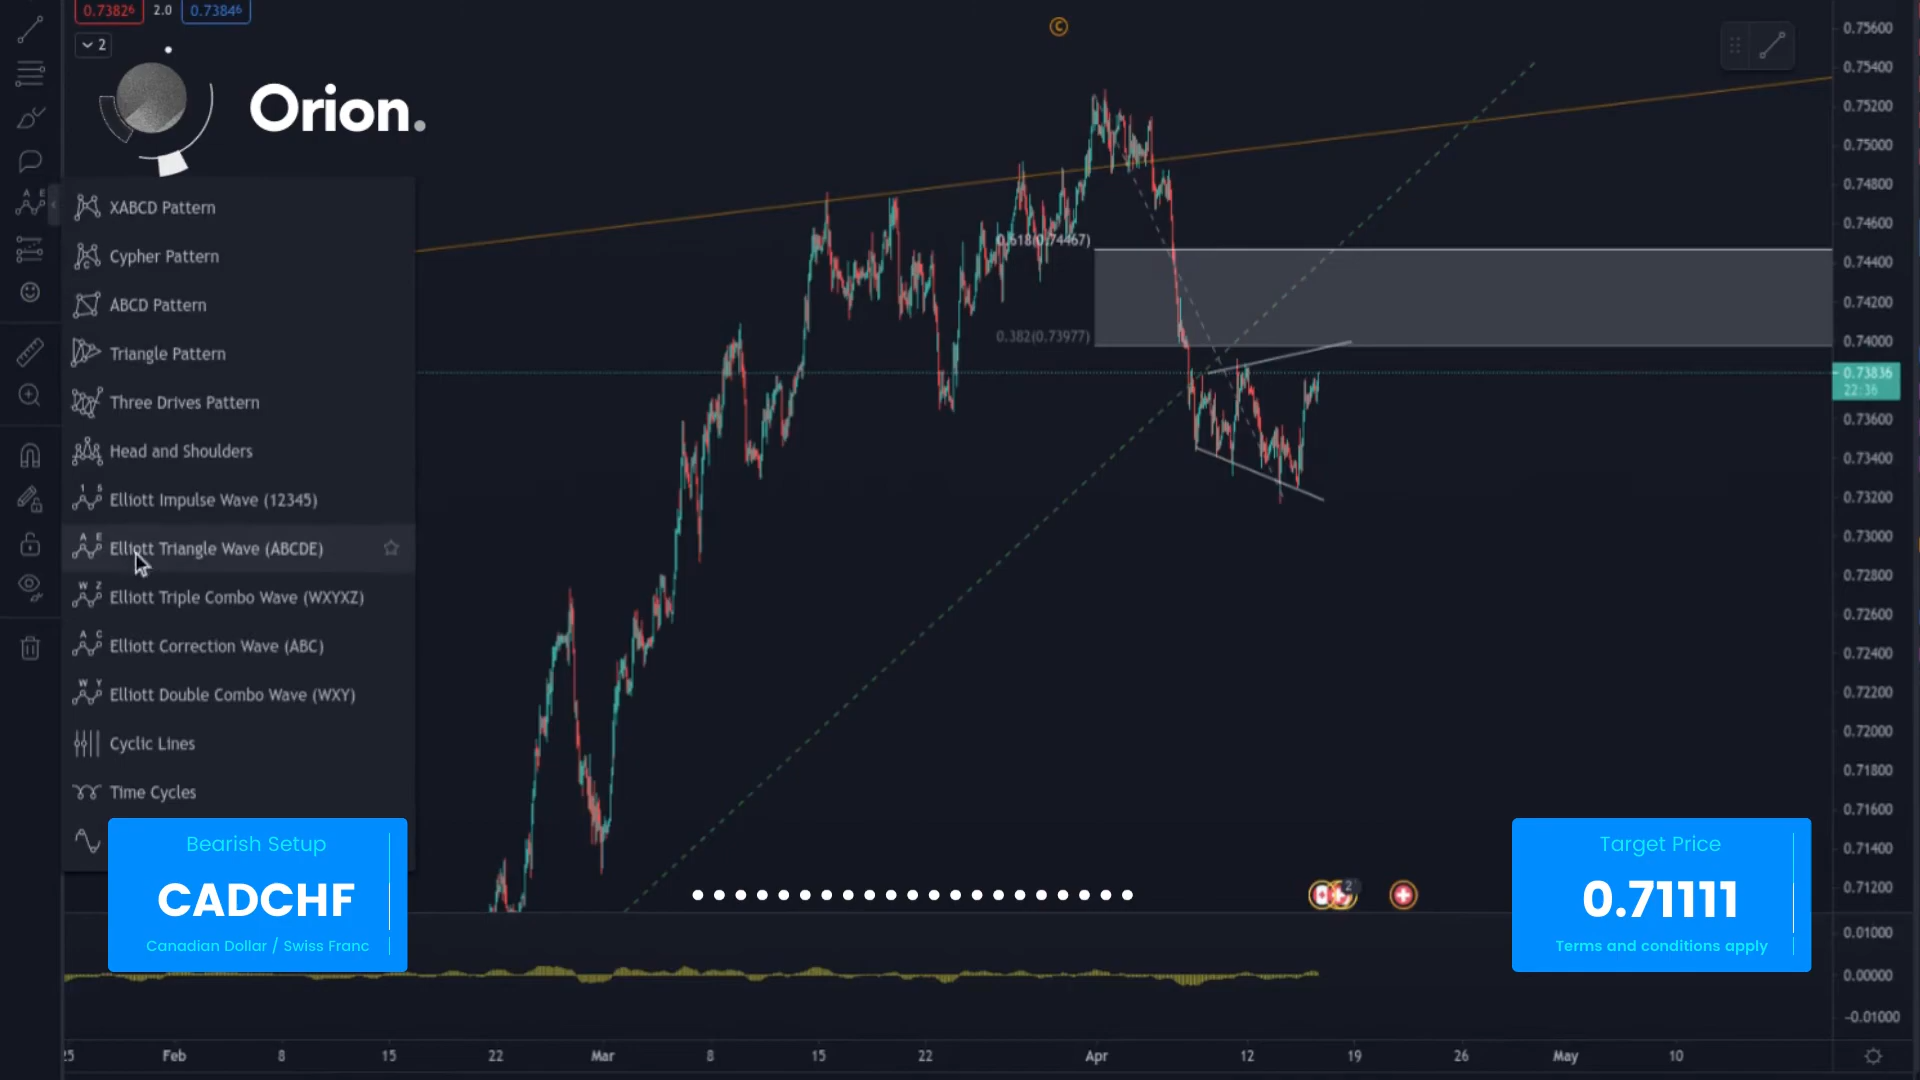 0.73826 2.0 0.73846
2
Orion.
XABCD Pattern
Cypher Pattern
ABCD Pattern
Triangle Pattern
Three Drives Pattern
Head and Shoulders
Elliott Impulse Wave (12345)
Elliott Triangle Wave (ABCDE)
Elliott Triple Combo Wave (WXYXZ)
Elliott Correction Wave (ABC)
Elliott Double Combo Wave (WXY)
Cyclic Lines
Time Cycles
Bearish Setup
CADCHF
Canadian Dollar / Swiss Franc
C
0.618(0.74467)
0.382(0.73977)
2
Target Price
0.71111
Terms and conditions apply
0.75600
0.75400
0.75200
0.75000
0.74800
0.74600
0.74400
0.74200
0.74000
0.73836
22:36
0.73600
0.73400
0.73200
0.73000
0.72800
0.72600
0.72400
0.72200
0.72000
0.71800
0.71600
0.71400
0.71200
0.01000
0.00000
-0.01000
25 Feb 8 15 22 Mar 8 15 22 Apr 12 19 26 May 10